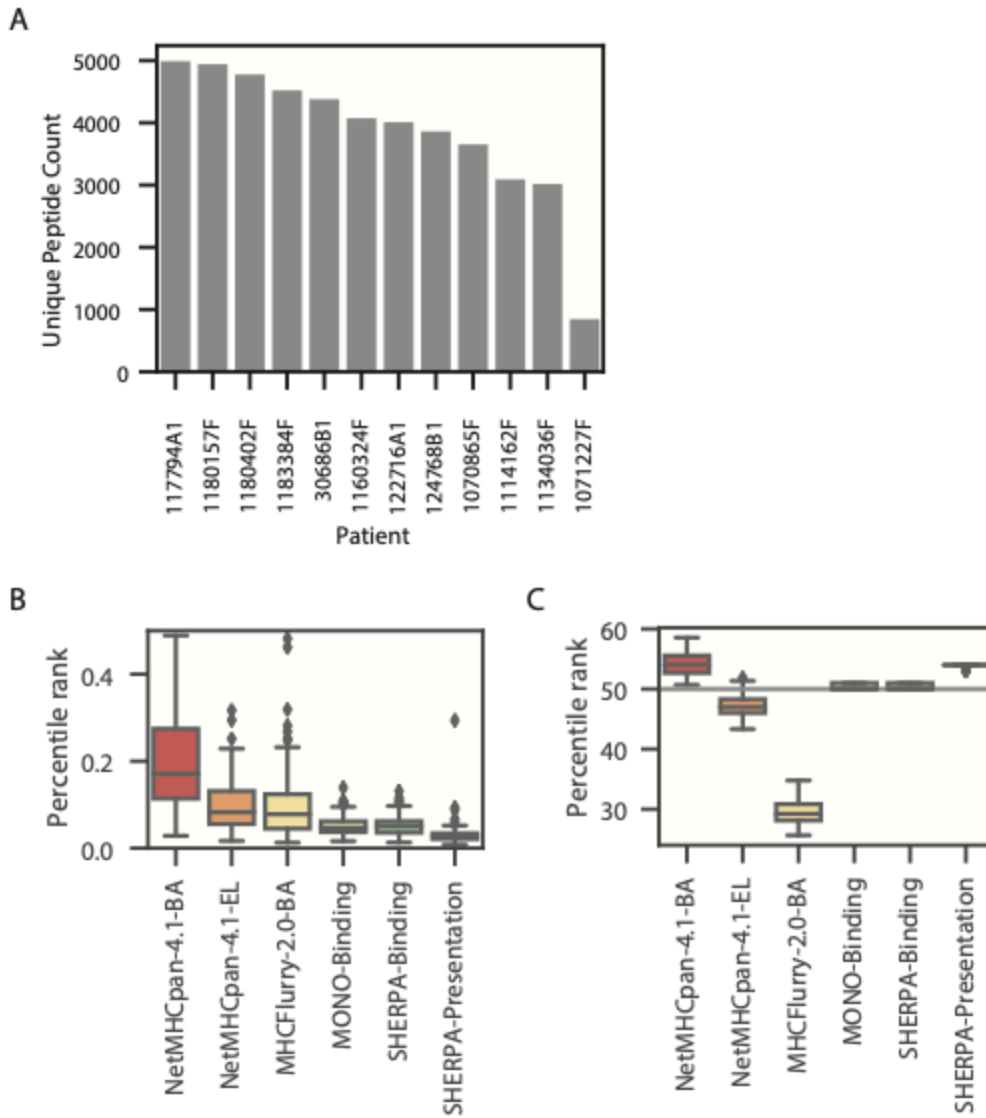 A
Unique Peptide Count
5000
4000
3000
2000
1000
0
117794A1
1180157F
1180402F
1183384F
30686B1
1160324F
122716A1
124768B1
1070865F
1114162F
1134036F
1071227F
Patient
B
Percentile rank
0.4
0.2
0.0
NetMHCpan-4.1-BA
NetMHCpan-4.1-EL
MHCFlurry-2.0-BA
MONO-Binding
SHERPA-Binding
SHERPA-Presentation
C
Percentile rank
60
50
40
30
NetMHCpan-4.1-BA
NetMHCpan-4.1-EL
MHCFlurry-2.0-BA
MONO-Binding
SHERPA-Binding
SHERPA-Presentation